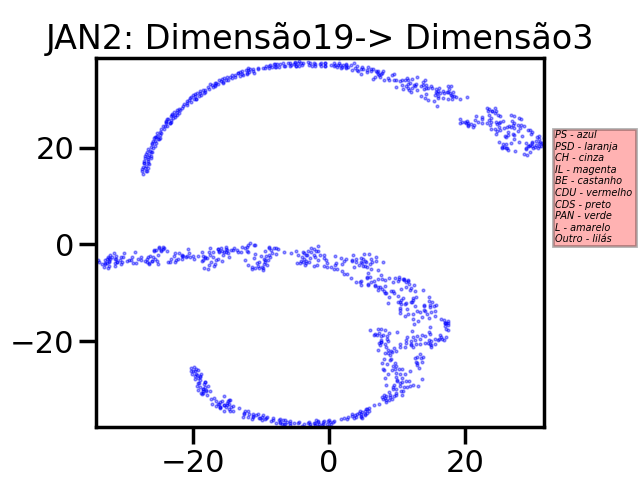 JAN2: Dimensão19-> Dimensão3
20
0
−20
−20
0
20
PS - azul
PSD - laranja
CH - cinza
IL - magenta
BE - castanho
CDU - vermelho
CDS - preto
PAN - verde
L - amarelo
Outro - lilás